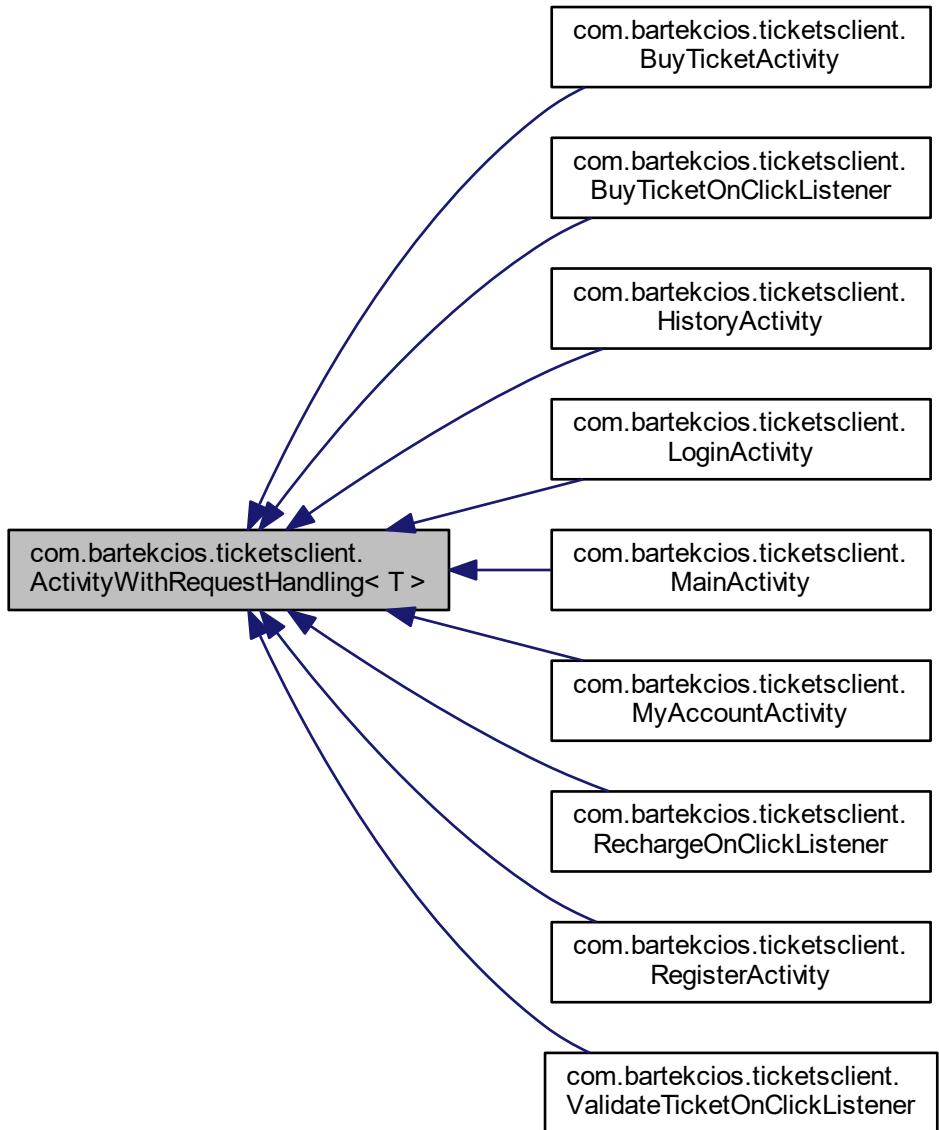 com.bartekcios.ticketsclient.
BuyTicketActivity
com.bartekcios.ticketsclient.
BuyTicketOnClickListener
com.bartekcios.ticketsclient.
HistoryActivity
com.bartekcios.ticketsclient.
LoginActivity
com.bartekcios.ticketsclient.
ActivityWithRequestHandling< T >
com.bartekcios.ticketsclient.
MainActivity
com.bartekcios.ticketsclient.
MyAccountActivity
com.bartekcios.ticketsclient.
RechargeOnClickListener
com.bartekcios.ticketsclient.
RegisterActivity
com.bartekcios.ticketsclient.
ValidateTicketOnClickListener